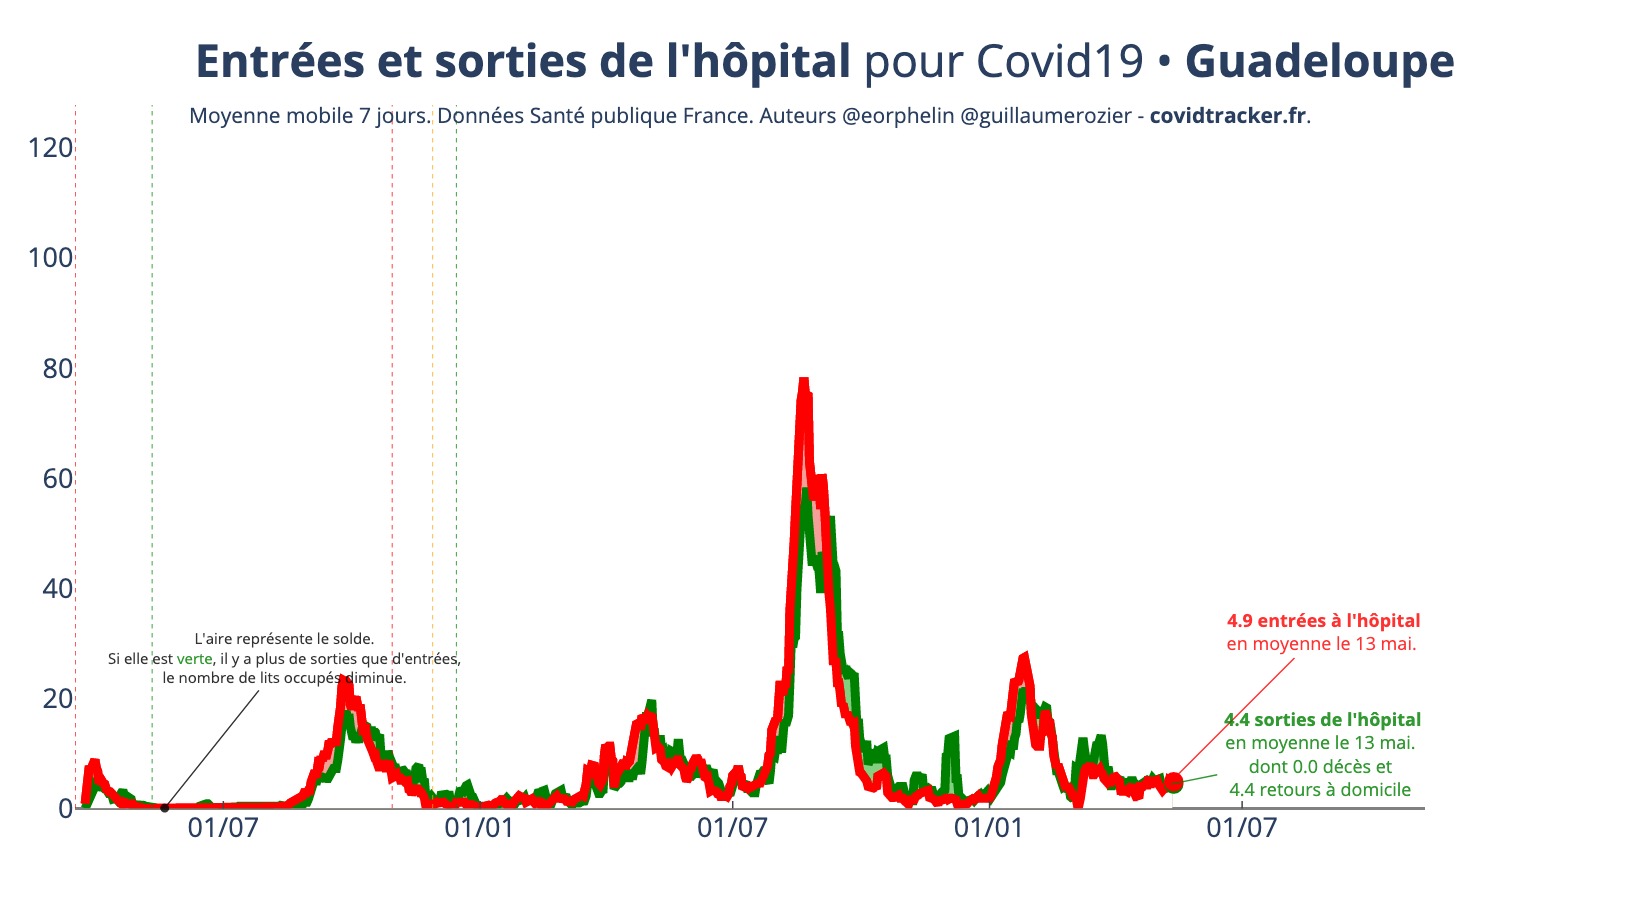 Entrées et sorties de l'hôpital pour Covid19 • Guadeloupe
Moyenne mobile 7 jours. Données Santé publique France. Auteurs @eorphelin @guillaumerozier - covidtracker.fr.
120
100
80
60
40
20
0
L'aire représente le solde.
Si elle est verte, il y a plus de sorties que d'entrées,
le nombre de lits occupés diminue.
4.9 entrées à l'hôpital
en moyenne le 13 mai.
4.4 sorties de l'hôpital
en moyenne le 13 mai.
dont 0.0 décès et
4.4 retours à domicile
01/07
01/01
01/07
01/01
01/07